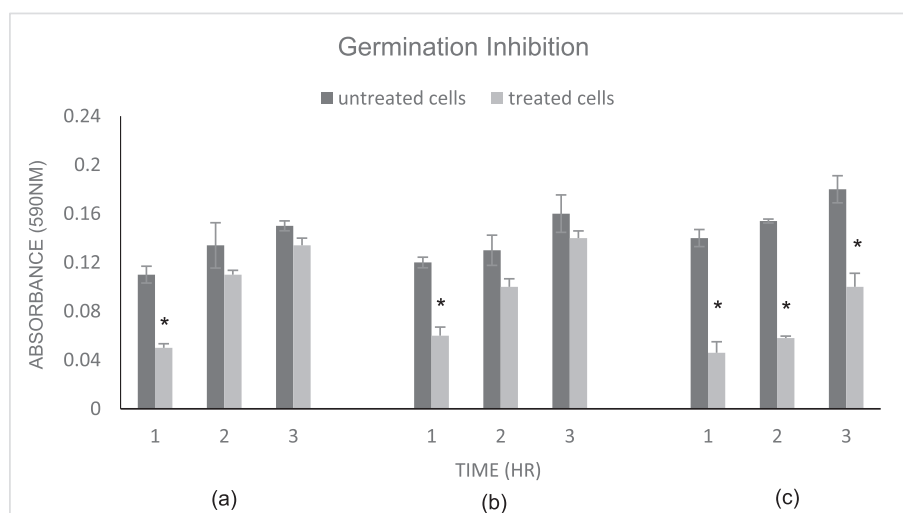 Germination Inhibition
untreated cells treated cells
ABSORBANCE (590NM)
0.24
0.2
0.16
0.12
0.08
0.04
0
*
*
*
*
*
1 2 3 1 2 3 1 2 3
TIME (HR)
(a) (b) (c)